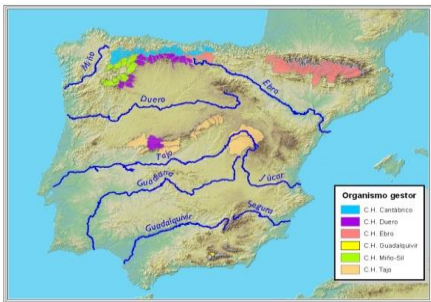 Miño
Ebro
Duero
Tajo
Guadiana
Júcar
Segura
Guadalquivir
Organismo gestor
C.H. Cantábrico
C.H. Duero
C.H. Ebro
C.H. Guadalquivir
C.H. Miño-Sil
C.H. Tajo